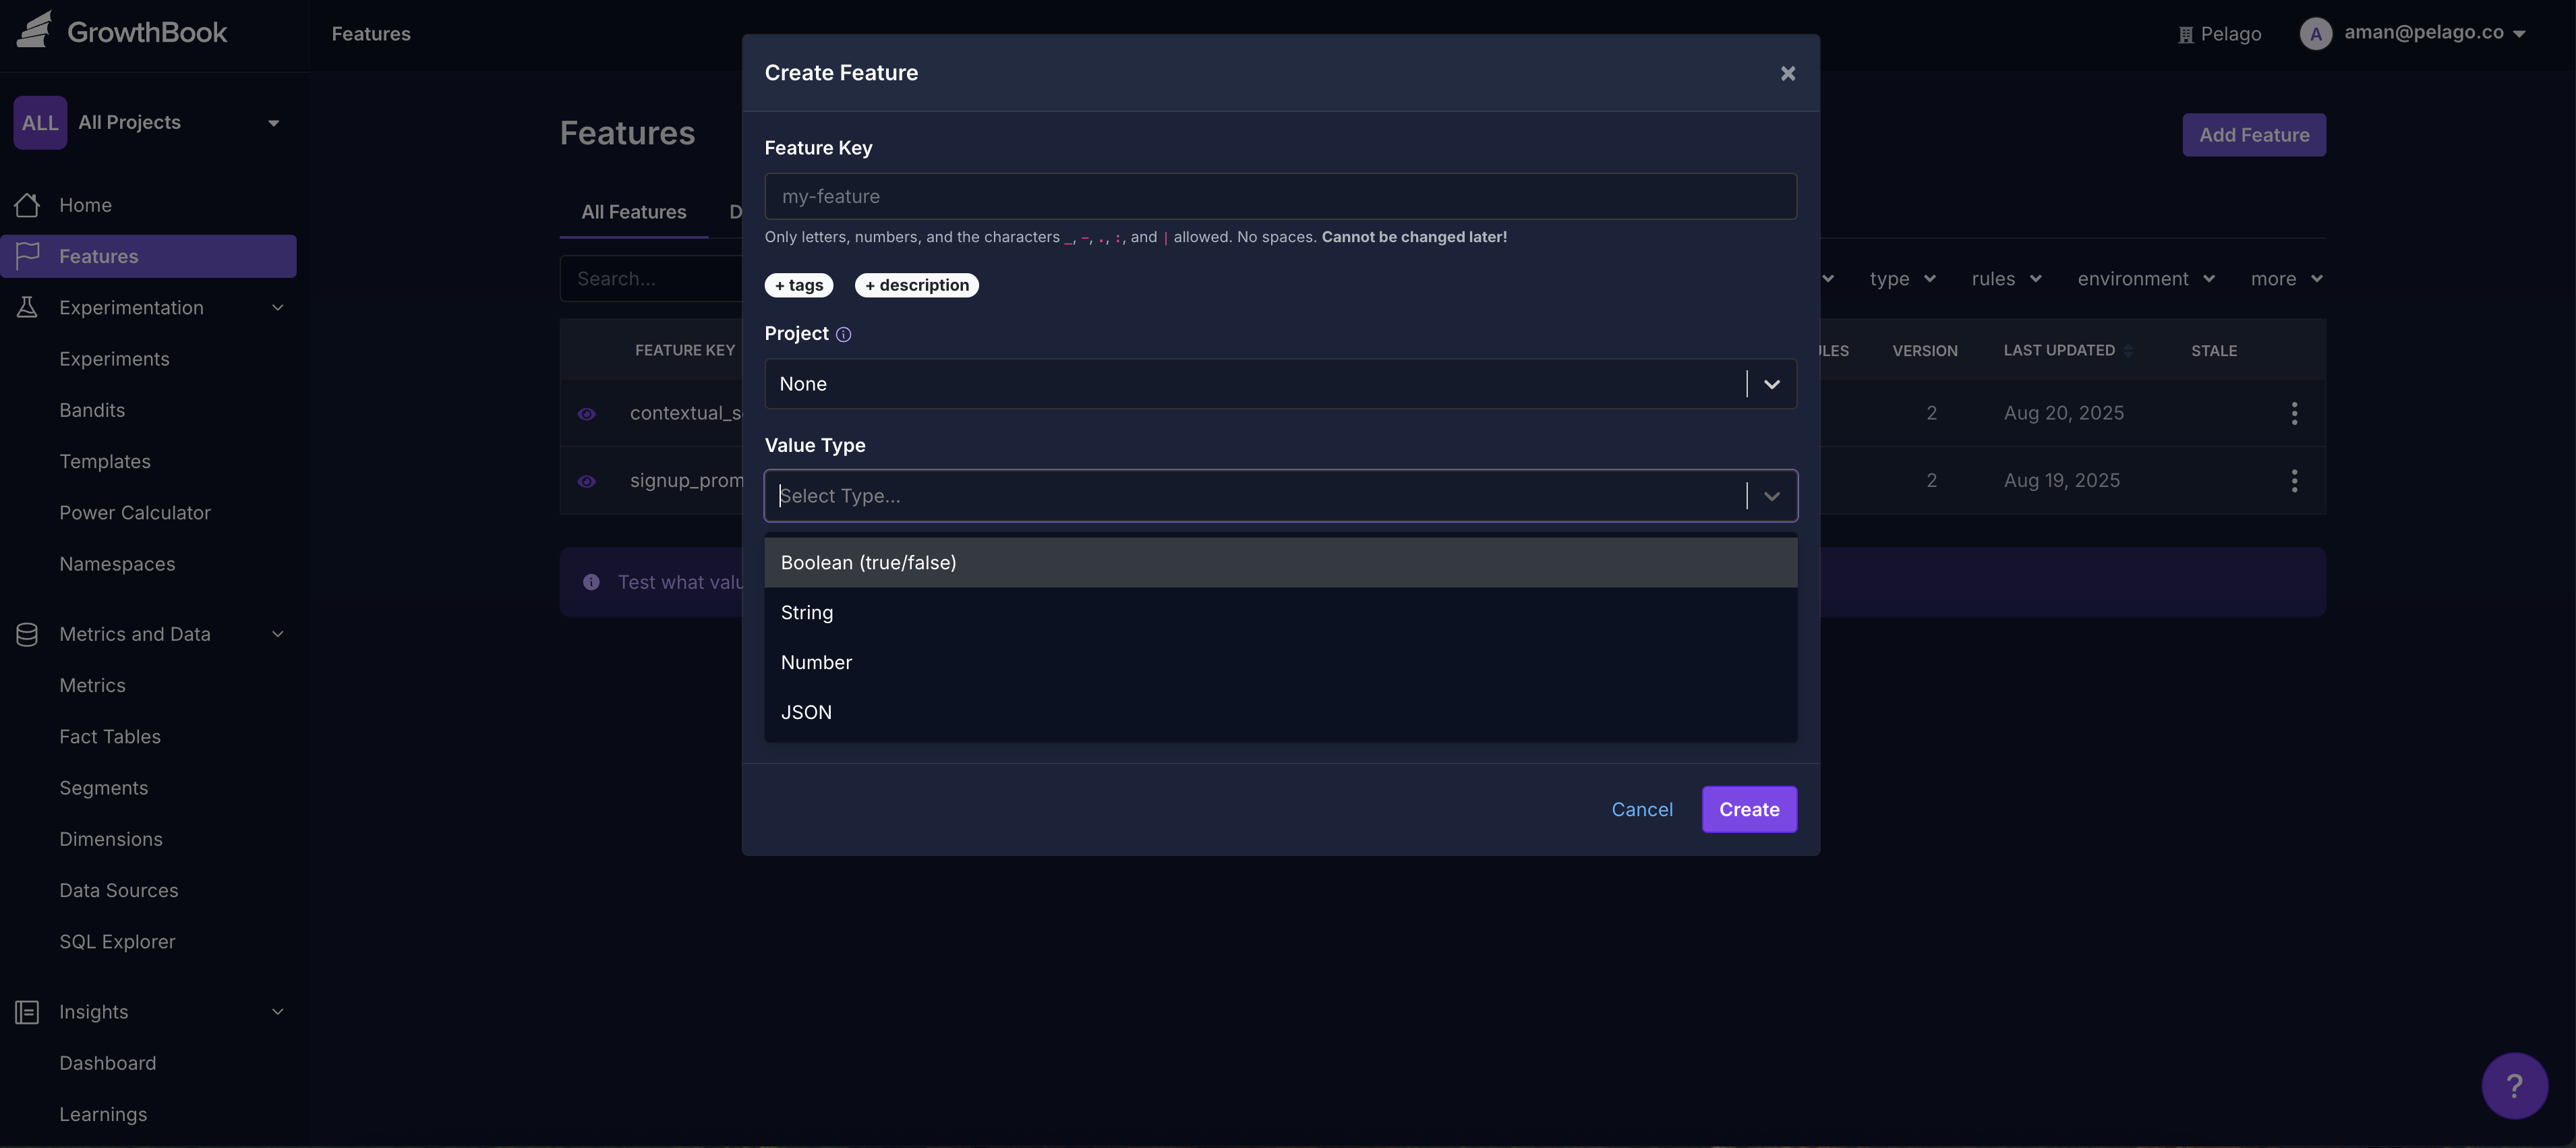 GrowthBook
Features
Pelago
A
aman@pelago.co
ALL
All Projects
Home
Features
Experimentation
Experiments
Bandits
Templates
Power Calculator
Namespaces
Metrics and Data
Metrics
Fact Tables
Segments
Dimensions
Data Sources
SQL Explorer
Insights
Dashboard
Learnings
Features
Add Feature
All Features
D
Search...
type
rules
environment
more
FEATURE KEY
VERSION
LAST UPDATED
STALE
contextual_s
2
Aug 20, 2025
signup_prom
2
Aug 19, 2025
Test what valu
Create Feature
Feature Key
my-feature
Only letters, numbers, and the characters _, -, ., :, and | allowed. No spaces. Cannot be changed later!
+ tags
+ description
Project
None
Value Type
Select Type...
Boolean (true/false)
String
Number
JSON
Cancel
Create
?